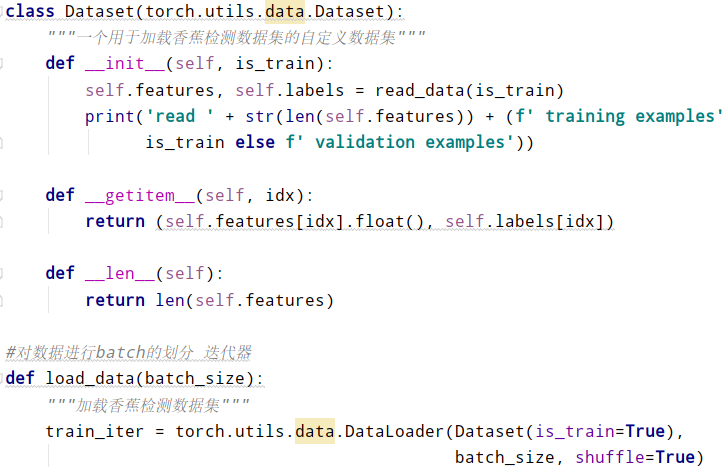 class Dataset(torch.utils.data.Dataset):
    """一个用于加载香蕉检测数据集的自定义数据集"""
    def __init__(self, is_train):
        self.features, self.labels = read_data(is_train)
        print('read ' + str(len(self.features)) + (f' training examples'
              is_train else f' validation examples'))
    def __getitem__(self, idx):
        return (self.features[idx].float(), self.labels[idx])
    def __len__(self):
        return len(self.features)
#对数据进行batch的划分 迭代器
def load_data(batch_size):
    """加载香蕉检测数据集"""
    train_iter = torch.utils.data.DataLoader(Dataset(is_train=True),
                                             batch_size, shuffle=True)